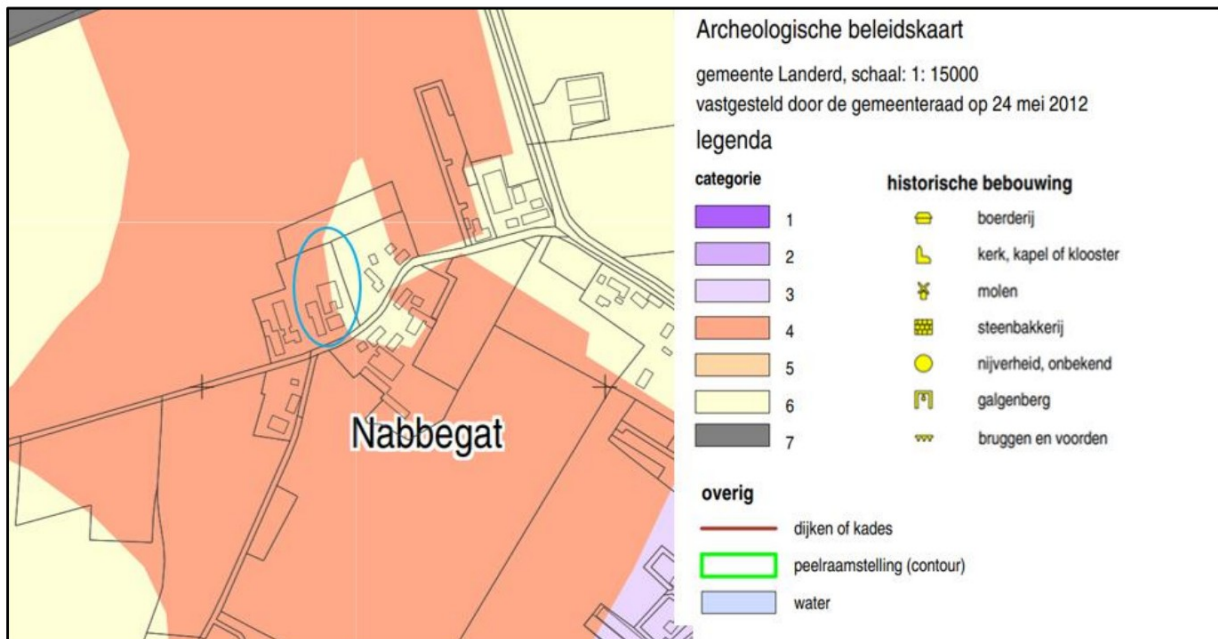 Nabbegat
Archeologische beleidskaart
gemeente Landerd, schaal: 1: 15000
vastgesteld door de gemeenteraad op 24 mei 2012
legenda
categorie
1
2
3
4
5
6
7
historische bebouwing
boerderij
kerk, kapel of klooster
molen
steenbakkerij
nijverheid, onbekend
galgenberg
bruggen en voorden
overig
dijken of kades
peelraamstelling (contour)
water